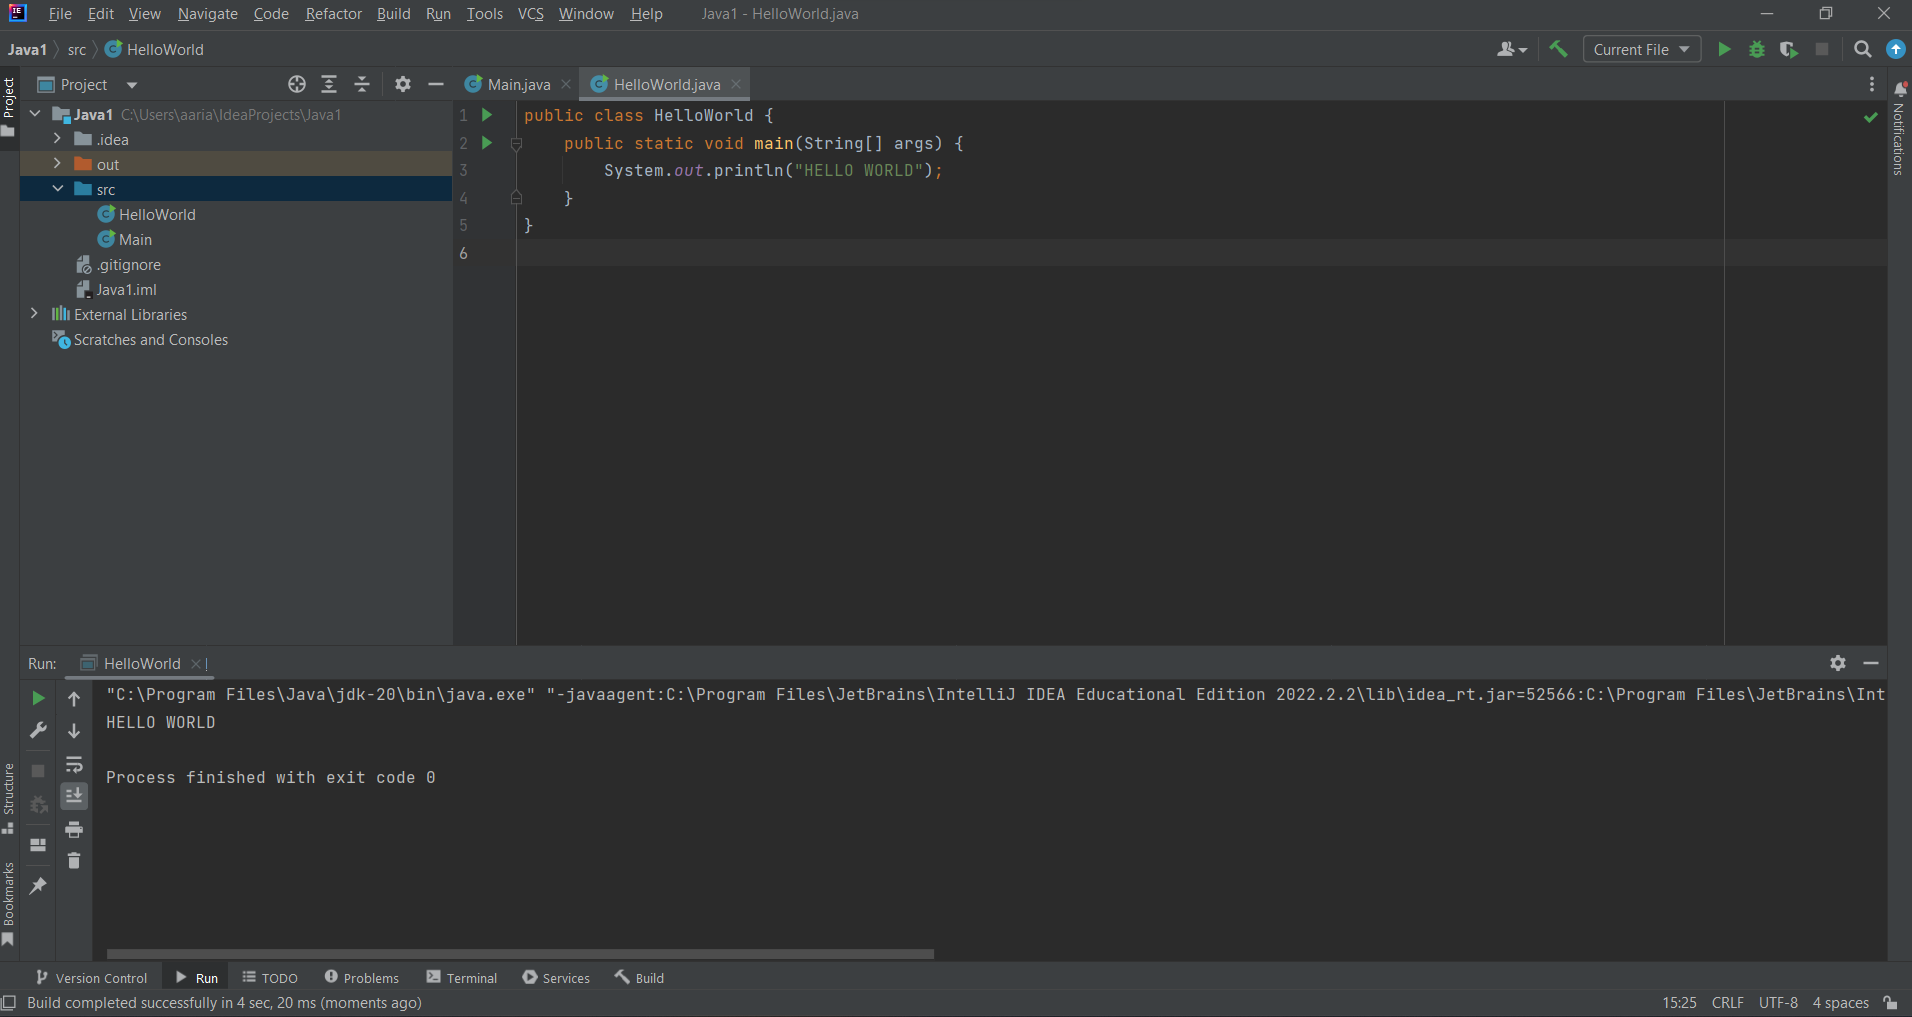 File Edit View Navigate Code Refactor Build Run Tools VCS Window Help Java1 - HelloWorld.java
Java1 src HelloWorld Current File
Project Main.java HelloWorld.java
Project
Java1 C:\Users\aaria\IdeaProjects\Java1
.idea
out
src
HelloWorld
Main
.gitignore
Java1.iml
External Libraries
Scratches and Consoles
1 public class HelloWorld {
2     public static void main(String[] args) {
3         System.out.println("HELLO WORLD");
4     }
5 }
6
Notifications
Run: HelloWorld
"C:\Program Files\Java\jdk-20\bin\java.exe" "-javaagent:C:\Program Files\JetBrains\IntelliJ IDEA Educational Edition 2022.2.2\lib\idea_rt.jar=52566:C:\Program Files\JetBrains\Int
HELLO WORLD
Process finished with exit code 0
Structure
Bookmarks
Version Control Run TODO Problems Terminal Services Build
Build completed successfully in 4 sec, 20 ms (moments ago) 15:25 CRLF UTF-8 4 spaces